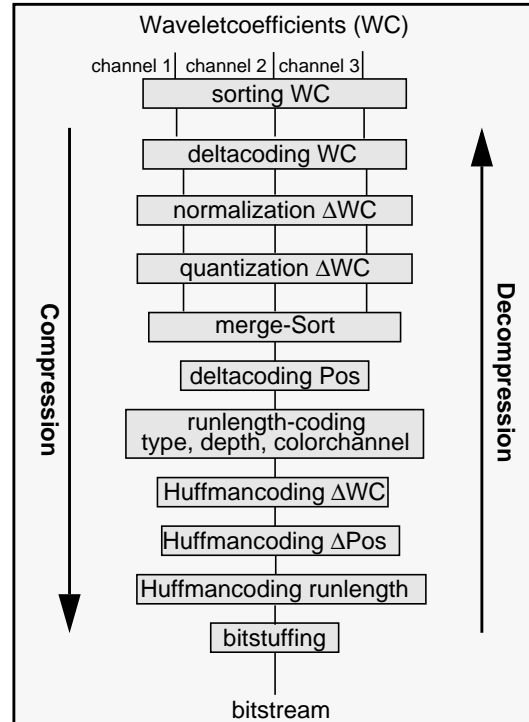 Waveletcoefficients (WC)
channel 1 channel 2 channel 3
sorting WC
deltacoding WC
normalization ΔWC
quantization ΔWC
merge-Sort
deltacoding Pos
runlength-coding
type, depth, colorchannel
Huffmancoding ΔWC
Huffmancoding ΔPos
Huffmancoding runlength
bitstuffing
bitstream
Compression
Decompression